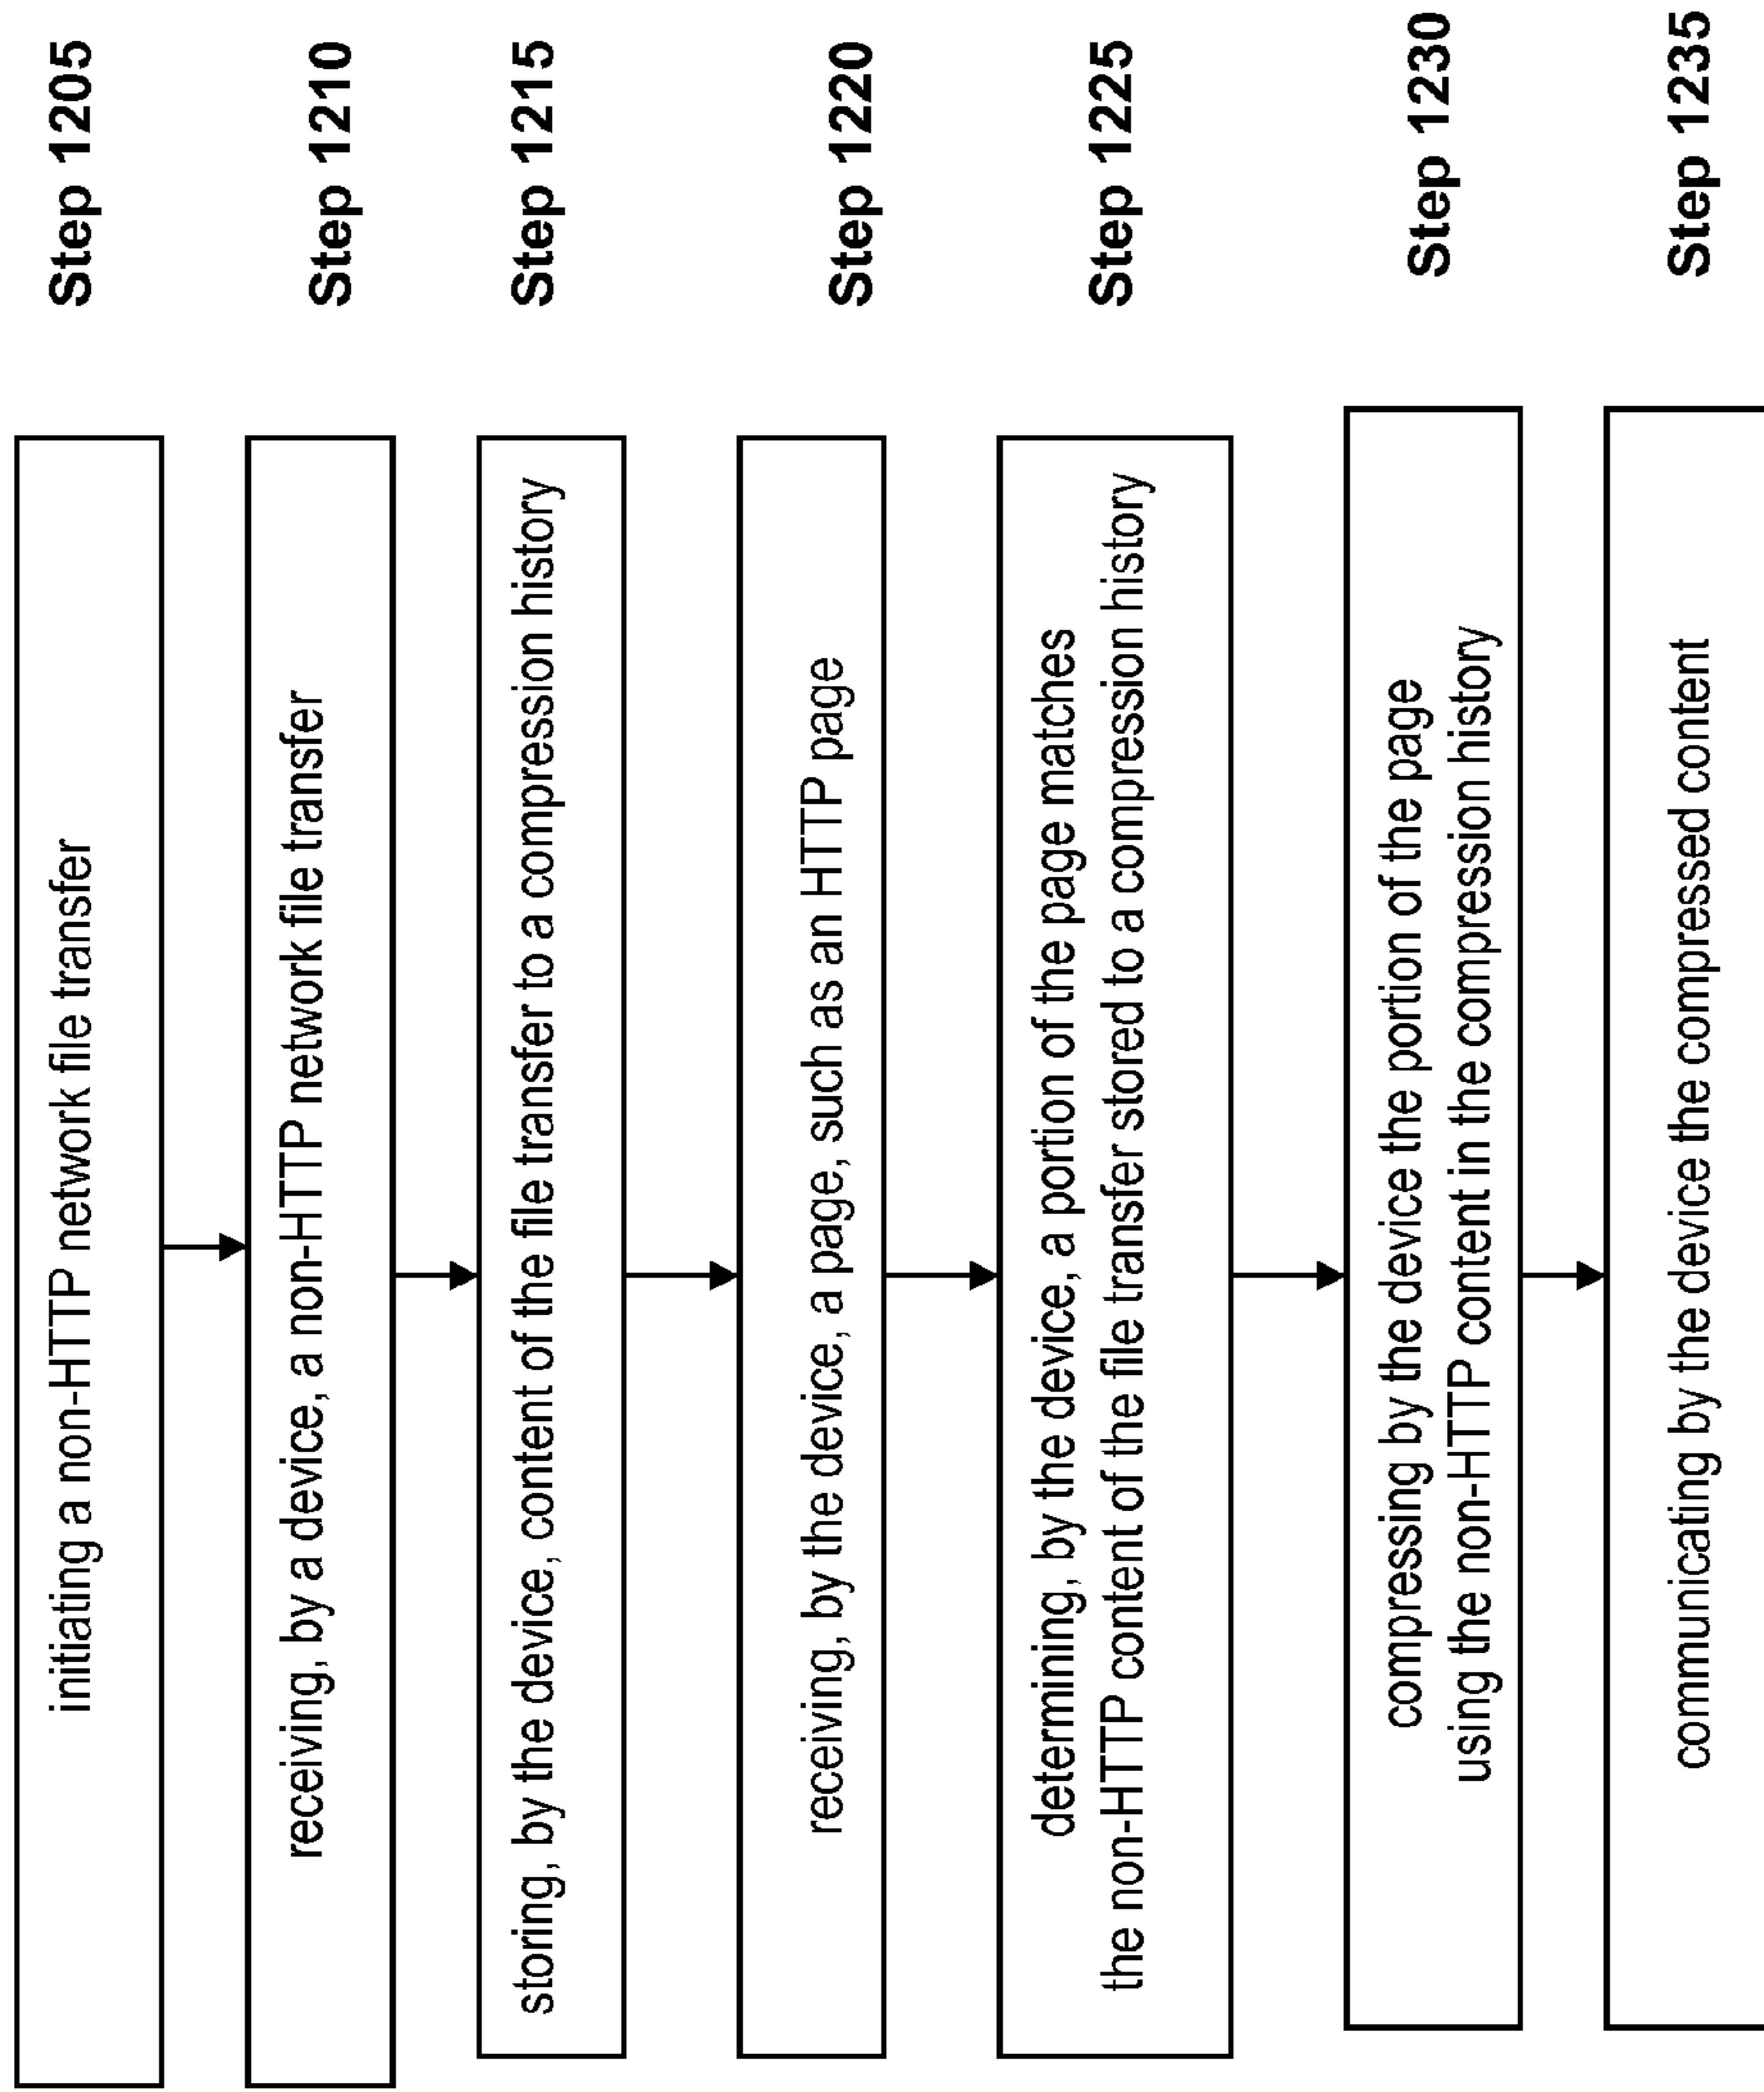 initiating a non-HTTP network file transfer
Step 1205
receiving, by a device, a non-HTTP network file transfer
Step 1210
storing, by the device, content of the file transfer to a compression history
Step 1215
receiving, by the device, a page, such as an HTTP page
Step 1220
determining, by the device, a portion of the page matches
the non-HTTP content of the file transfer stored to a compression history
Step 1225
compressing by the device the portion of the page
using the non-HTTP content in the compression history
Step 1230
communicating by the device the compressed content
Step 1235